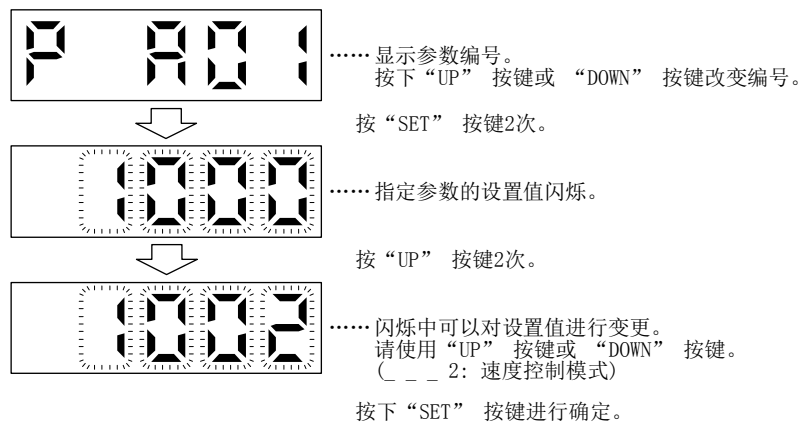 P A01
……显示参数编号。
按下“UP” 按键或 “DOWN” 按键改变编号。
按“SET” 按键2次。
1000
……指定参数的设置值闪烁。
按“UP” 按键2次。
1002
……闪烁中可以对设置值进行变更。
请使用“UP” 按键或 “DOWN” 按键。
(_ _ _ 2: 速度控制模式)
按下“SET” 按键进行确定。